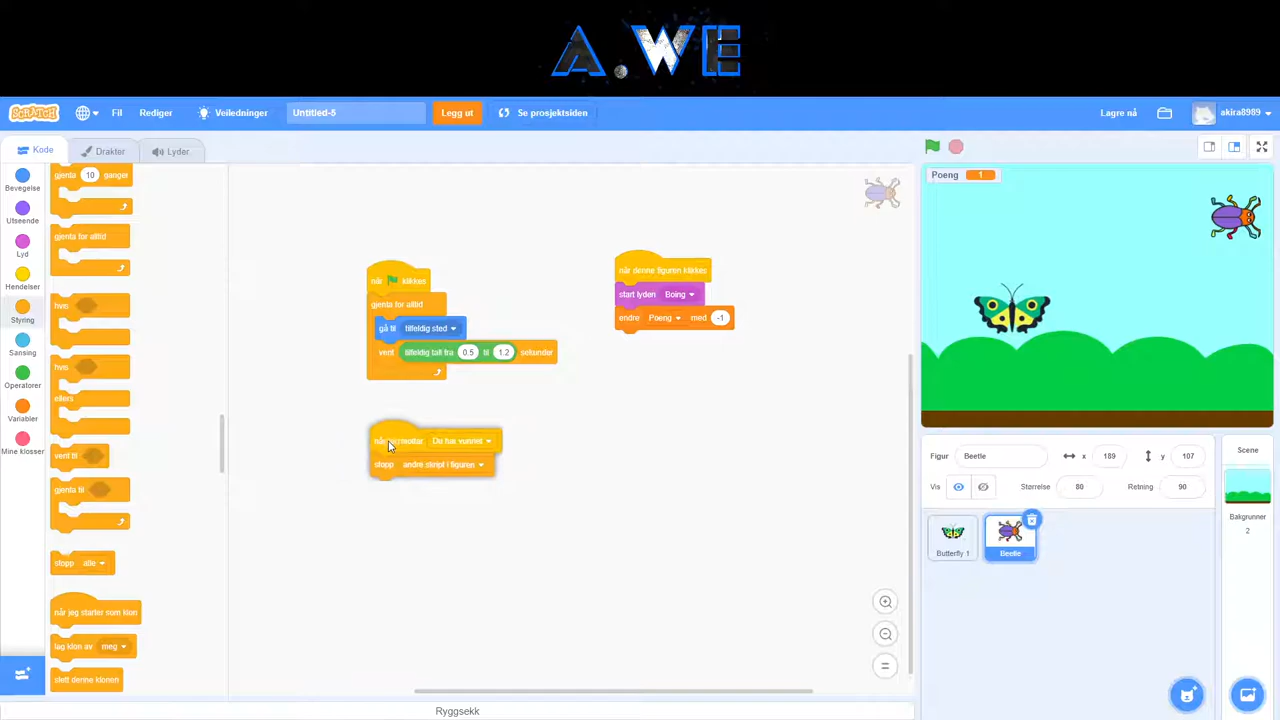 A.WE
SCRATCH
Fil
Rediger
Veiledninger
Untitled-5
Legg ut
Se prosjektsiden
Lagre nå
akira8989
Kode
Drakter
Lyder
Bevegelse
Utseende
Lyd
Hendelser
Styring
Sansing
Operatorer
Variabler
Mine klosser
gjenta 10 ganger
gjenta for alltid
hvis
hvis
ellers
vent til
gjenta til
stopp alle
når jeg starter som klon
lag klon av meg
slett denne klonen
når klikkes
gjenta for alltid
gå til tilfeldig sted
vent tilfeldig tall fra 0.5 til 1.2 sekunder
når denne figuren klikkes
start lyden Boing
endre Poeng med -1
Du har vunnet
stopp andre skript i figuren
Poeng 1
Figur Beetle x 189 y 107
Vis Størrelse 80 Retning 90
Butterfly 1
Beetle
Scene
Bakgrunner
2
Ryggsekk